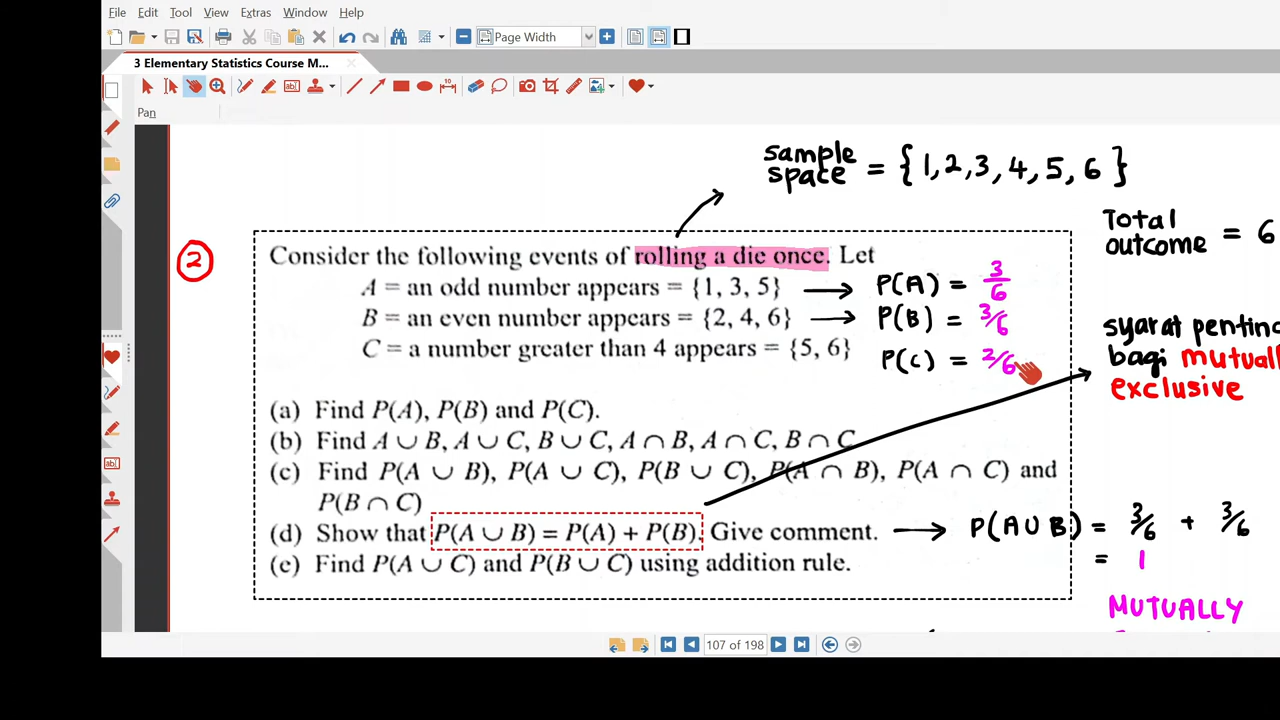 File Edit Tool View Extras Window Help
Page Width
3 Elementary Statistics Course M...
Pan
sample space = {1, 2, 3, 4, 5, 6}
Total outcome = 6
2
Consider the following events of rolling a die once. Let
A = an odd number appears = {1, 3, 5} → P(A) = 3/6
B = an even number appears = {2, 4, 6} → P(B) = 3/6
C = a number greater than 4 appears = {5, 6} P(C) = 2/6
syarat penting
bagi mutually
exclusive
(a) Find P(A), P(B) and P(C).
(b) Find A ∪ B, A ∪ C, B ∪ C, A ∩ B, A ∩ C, B ∩ C
(c) Find P(A ∪ B), P(A ∪ C), P(B ∪ C), P(A ∩ B), P(A ∩ C) and
P(B ∩ C)
(d) Show that P(A ∪ B) = P(A) + P(B). Give comment. → P(A ∪ B) = 3/6 + 3/6
= 1
(e) Find P(A ∪ C) and P(B ∪ C) using addition rule.
MUTUALLY
107 of 198